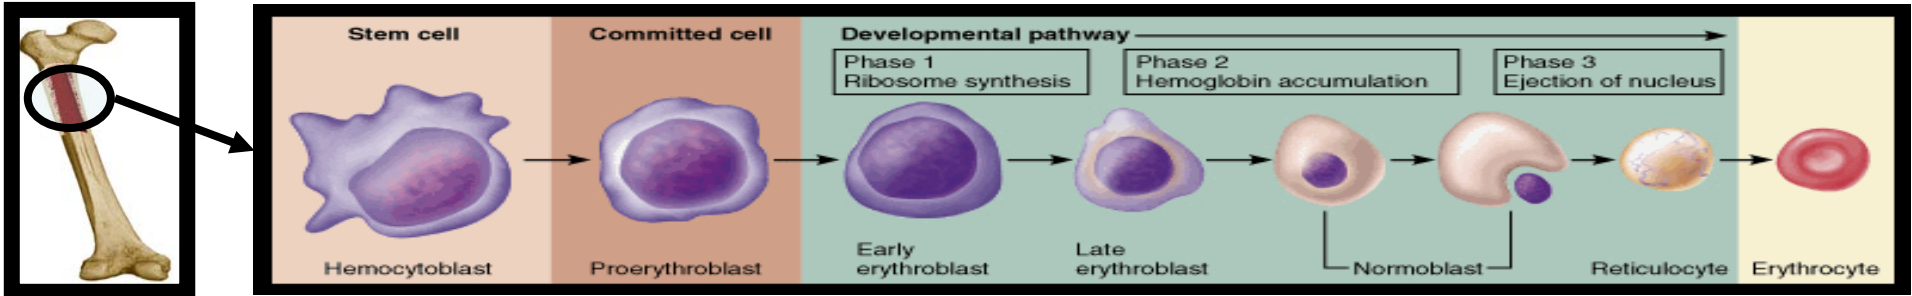 Stem cell
Committed cell
Developmental pathway
Phase 1
Ribosome synthesis
Phase 2
Hemoglobin accumulation
Phase 3
Ejection of nucleus
Hemocytoblast
Proerythroblast
Early
erythroblast
Late
erythroblast
Normoblast
Reticulocyte
Erythrocyte